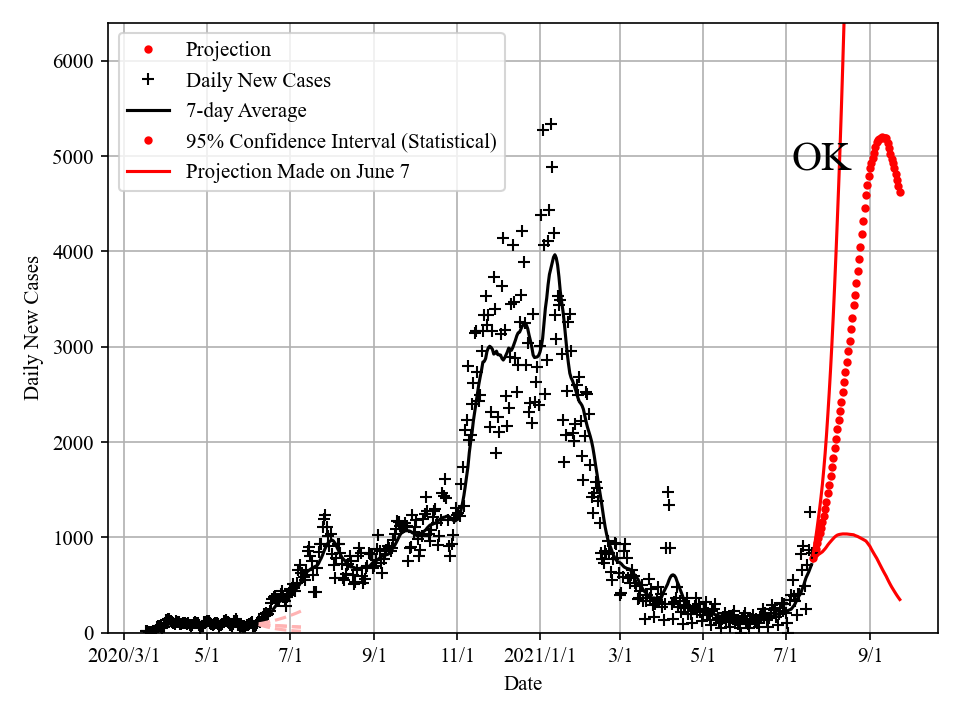 Projection
Daily New Cases
7-day Average
95% Confidence Interval (Statistical)
Projection Made on June 7
OK
6000
5000
4000
3000
2000
1000
0
Daily New Cases
2020/3/1 5/1 7/1 9/1 11/1 2021/1/1 3/1 5/1 7/1 9/1
Date